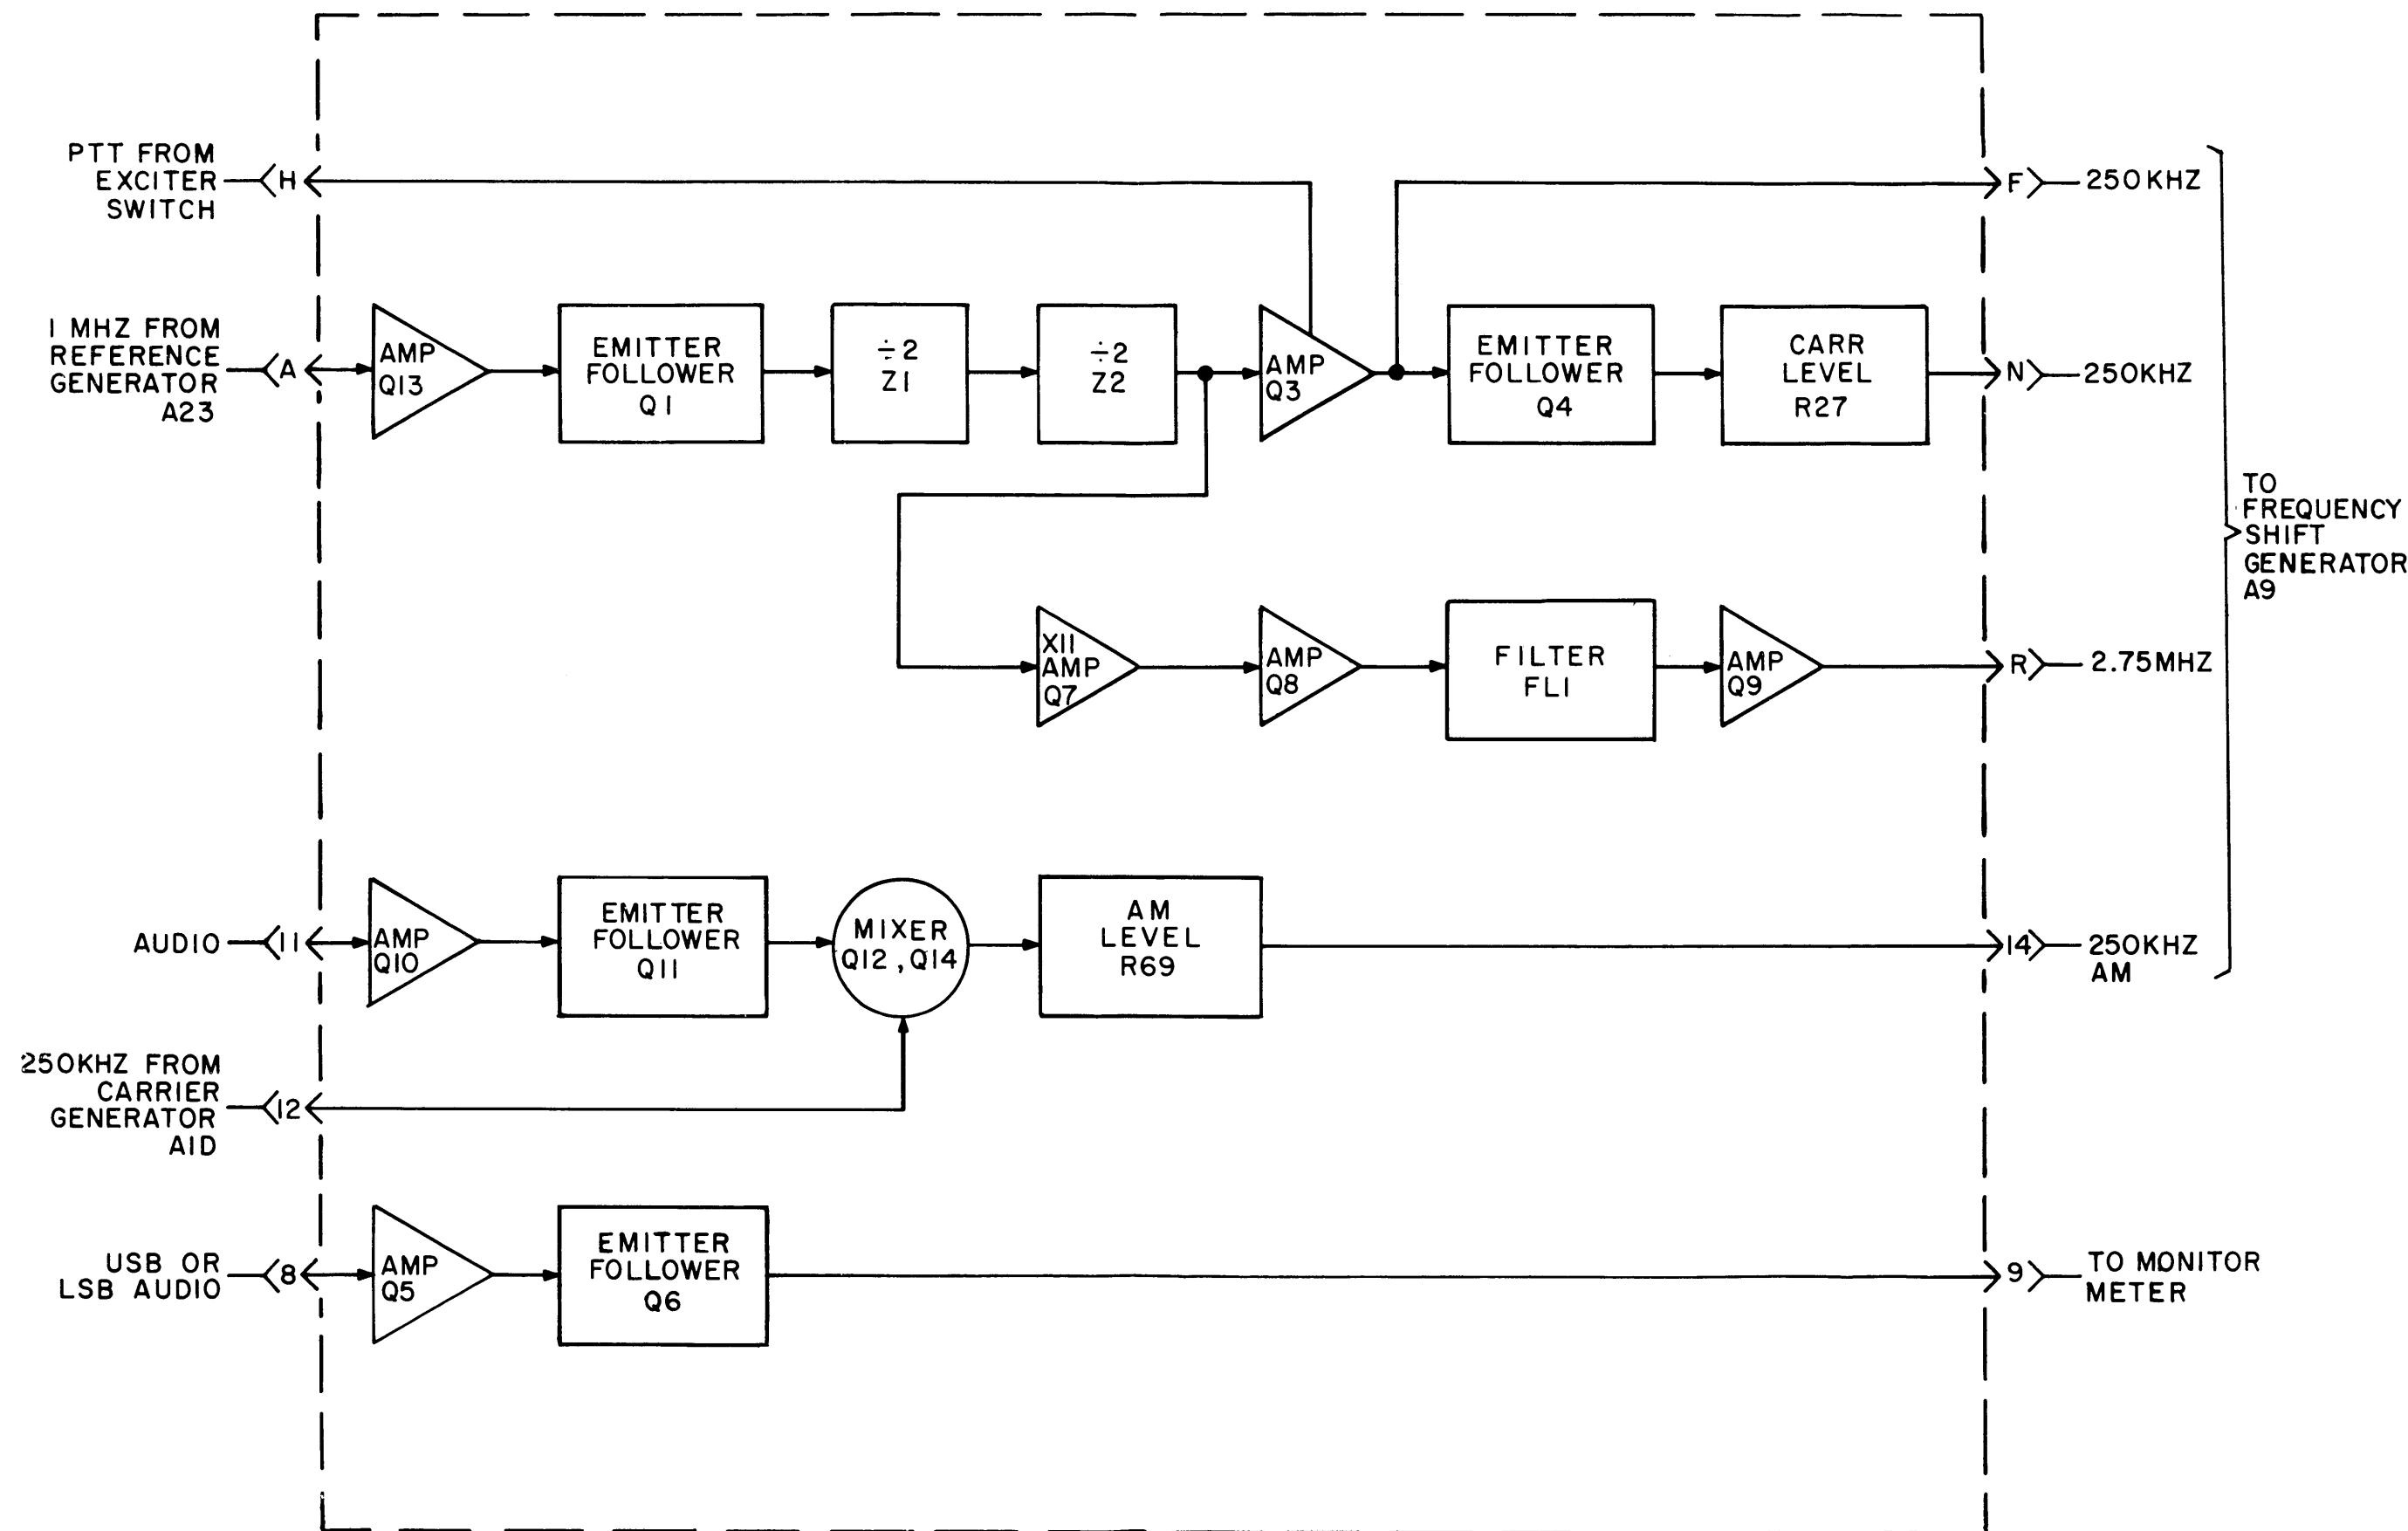 PTT FROM
EXCITER
SWITCH
H
F
250KHZ
1 MHZ FROM
REFERENCE
GENERATOR
A23
A
AMP
Q13
EMITTER
FOLLOWER
Q1
÷2
Z1
÷2
Z2
AMP
Q3
EMITTER
FOLLOWER
Q4
CARR
LEVEL
R27
N
250KHZ
TO
FREQUENCY
SHIFT
GENERATOR
A9
X11
AMP
Q7
AMP
Q8
FILTER
FL1
AMP
Q9
R
2.75MHZ
AUDIO
11
AMP
Q10
EMITTER
FOLLOWER
Q11
MIXER
Q12, Q14
AM
LEVEL
R69
14
250KHZ
AM
250KHZ FROM
CARRIER
GENERATOR
A1D
12
USB OR
LSB AUDIO
8
AMP
Q5
EMITTER
FOLLOWER
Q6
9
TO MONITOR
METER